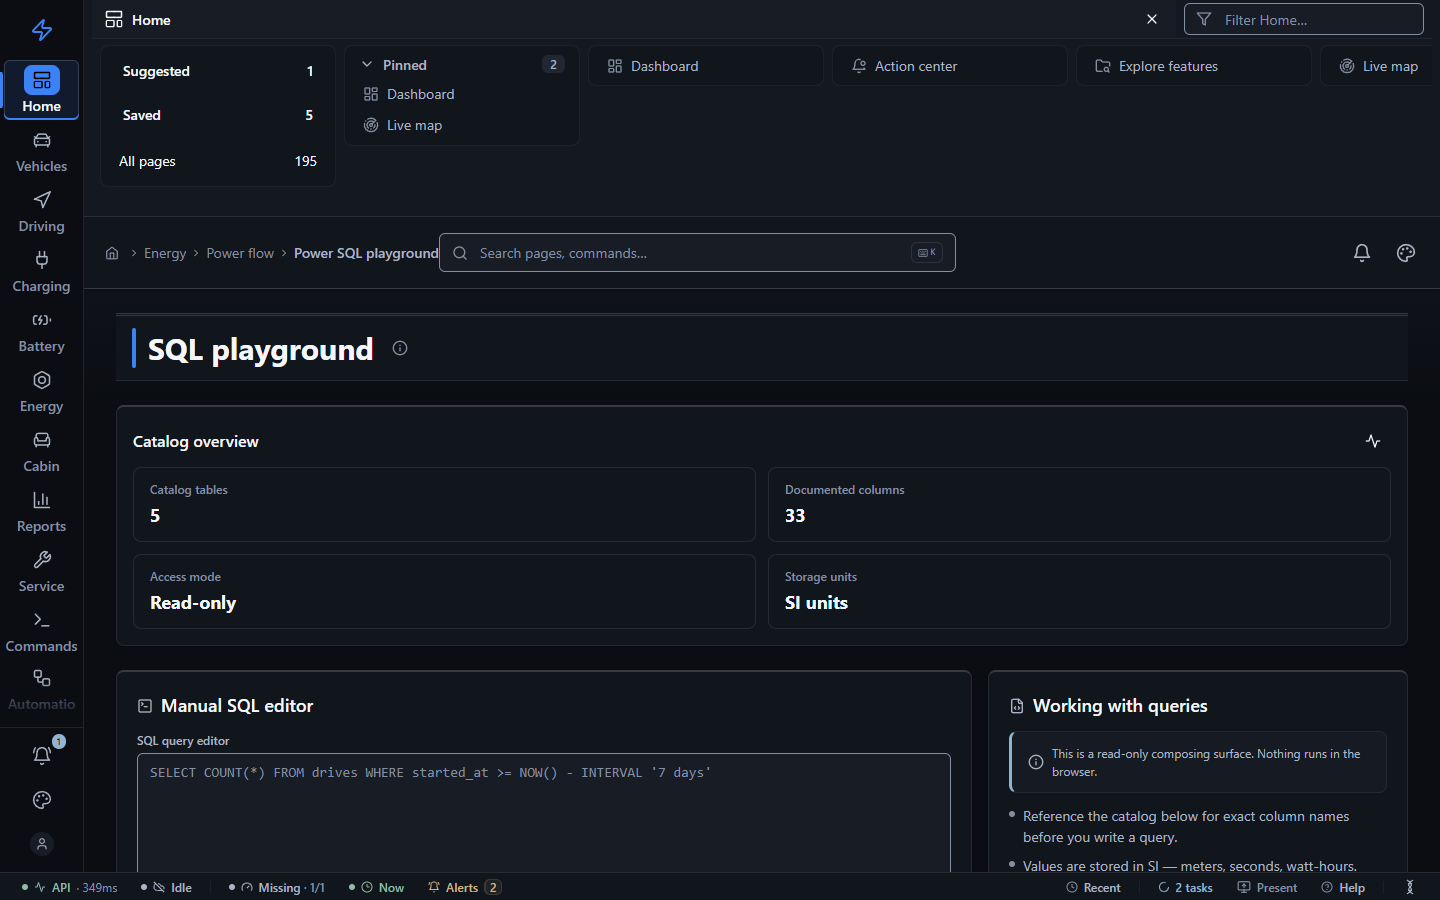 Home
Filter Home...
Home
Vehicles
Driving
Charging
Battery
Energy
Cabin
Reports
Service
Commands
Automatio
1
Suggested 1
Saved 5
All pages 195
Pinned 2
Dashboard
Live map
Dashboard
Action center
Explore features
Live map
Energy > Power flow > Power SQL playground
Search pages, commands...
K
SQL playground
Catalog overview
Catalog tables
5
Documented columns
33
Access mode
Read-only
Storage units
SI units
Manual SQL editor
SQL query editor
SELECT COUNT(*) FROM drives WHERE started_at >= NOW() - INTERVAL '7 days'
Working with queries
This is a read-only composing surface. Nothing runs in the
browser.
Reference the catalog below for exact column names
before you write a query.
Values are stored in SI — meters, seconds, watt-hours.
API · 349ms
Idle
Missing · 1/1
Now
Alerts 2
Recent
2 tasks
Present
Help